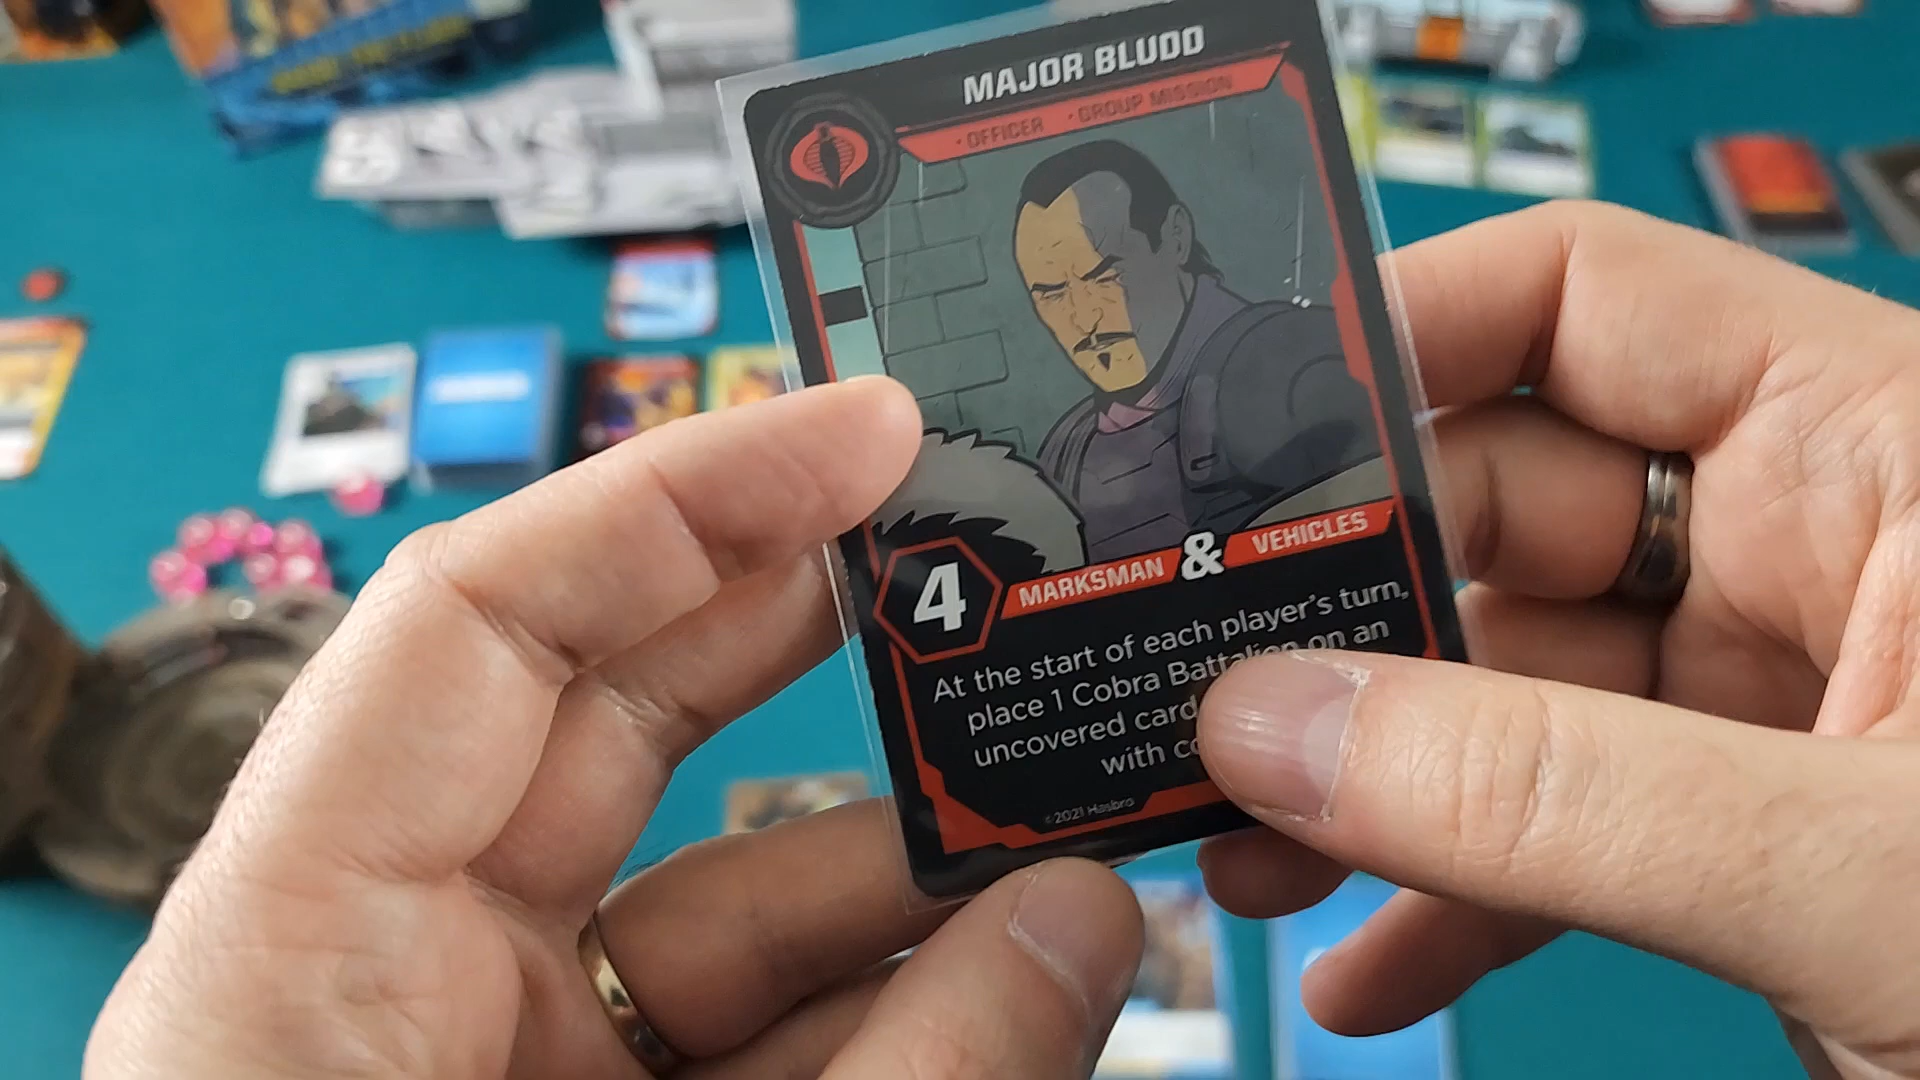 MAJOR BLUDD
• OFFICER • GROUP MISSION
4
MARKSMAN & VEHICLES
At the start of each player's turn,
place 1 Cobra Battalion on an
uncovered card
with
©2021 Hasbro